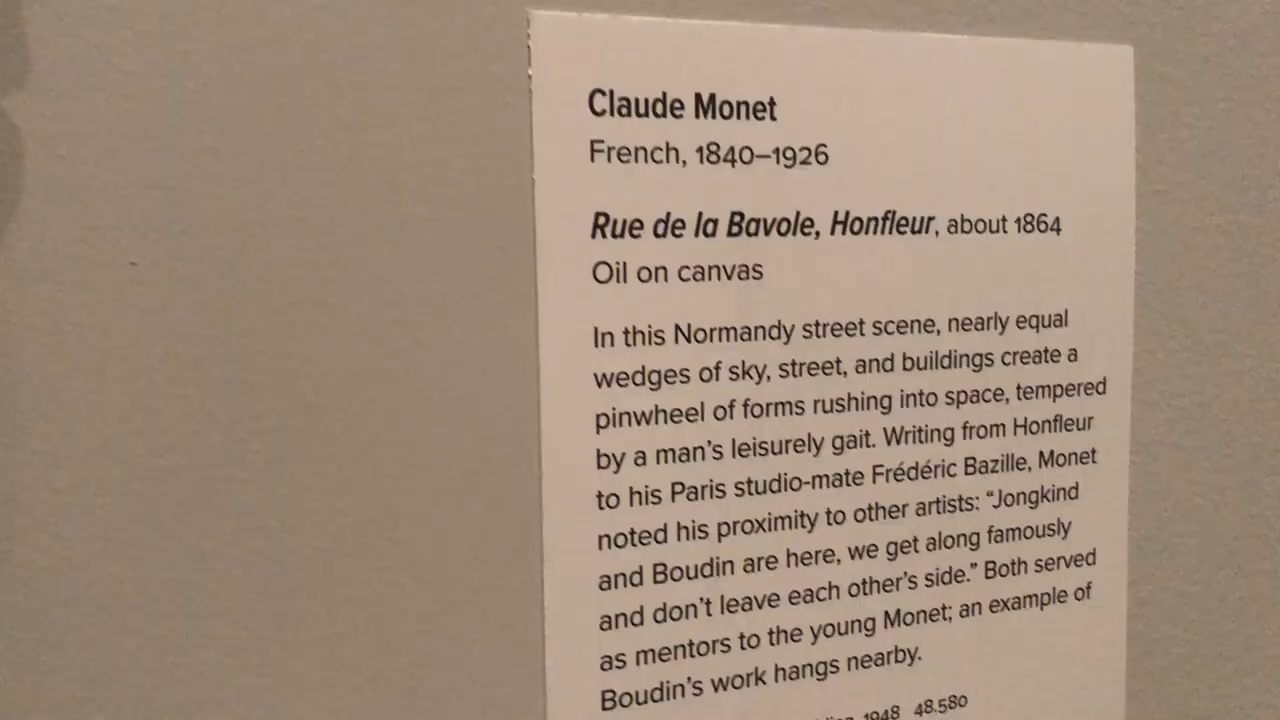 Claude Monet
French, 1840–1926
Rue de la Bavole, Honfleur, about 1864
Oil on canvas
In this Normandy street scene, nearly equal
wedges of sky, street, and buildings create a
pinwheel of forms rushing into space, tempered
by a man’s leisurely gait. Writing from Honfleur
to his Paris studio-mate Frédéric Bazille, Monet
noted his proximity to other artists: “Jongkind
and Boudin are here, we get along famously
and don’t leave each other’s side.” Both served
as mentors to the young Monet; an example of
Boudin’s work hangs nearby.
1948 48.580